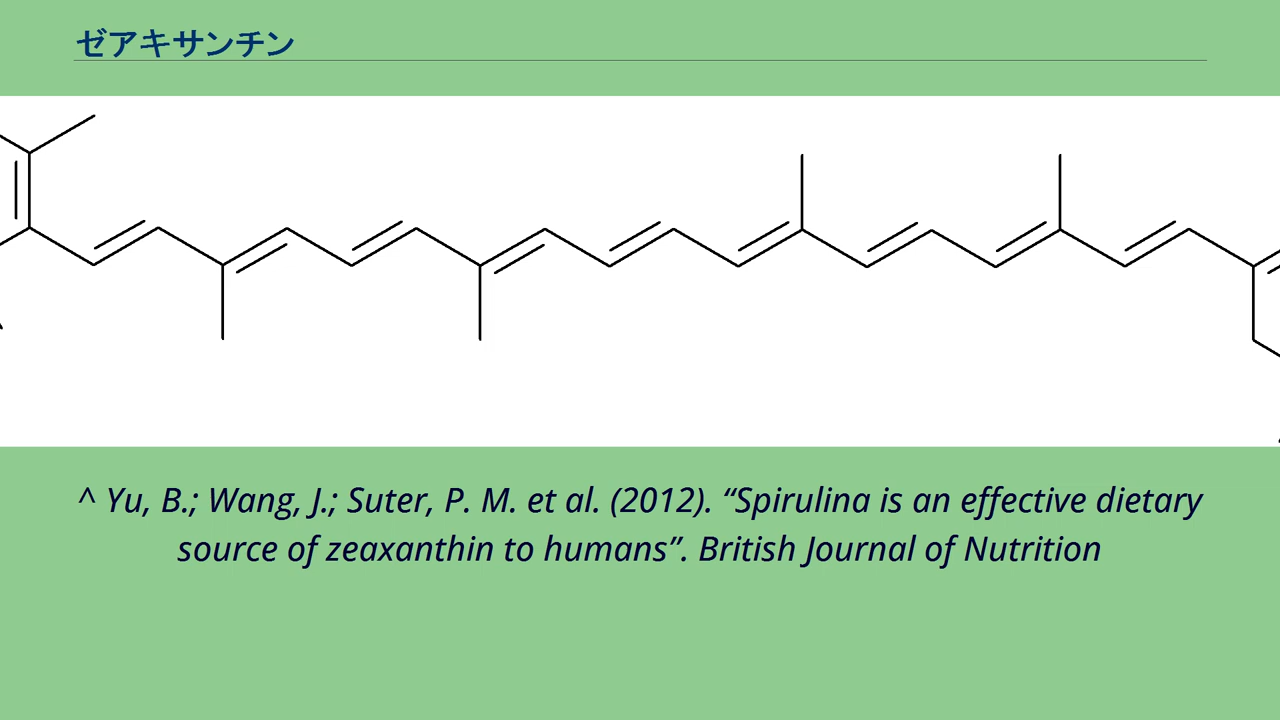 ゼアキサンチン
^ Yu, B.; Wang, J.; Suter, P. M. et al. (2012). “Spirulina is an effective dietary
source of zeaxanthin to humans”. British Journal of Nutrition